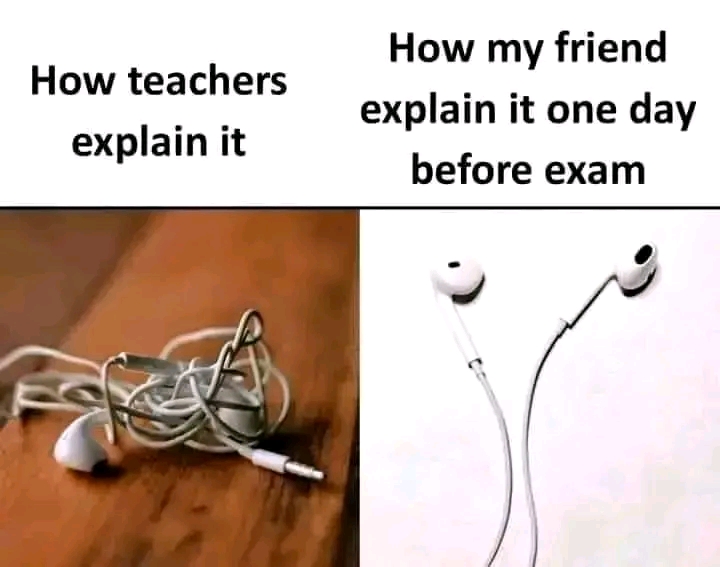 How teachers
explain it
How my friend
explain it one day
before exam